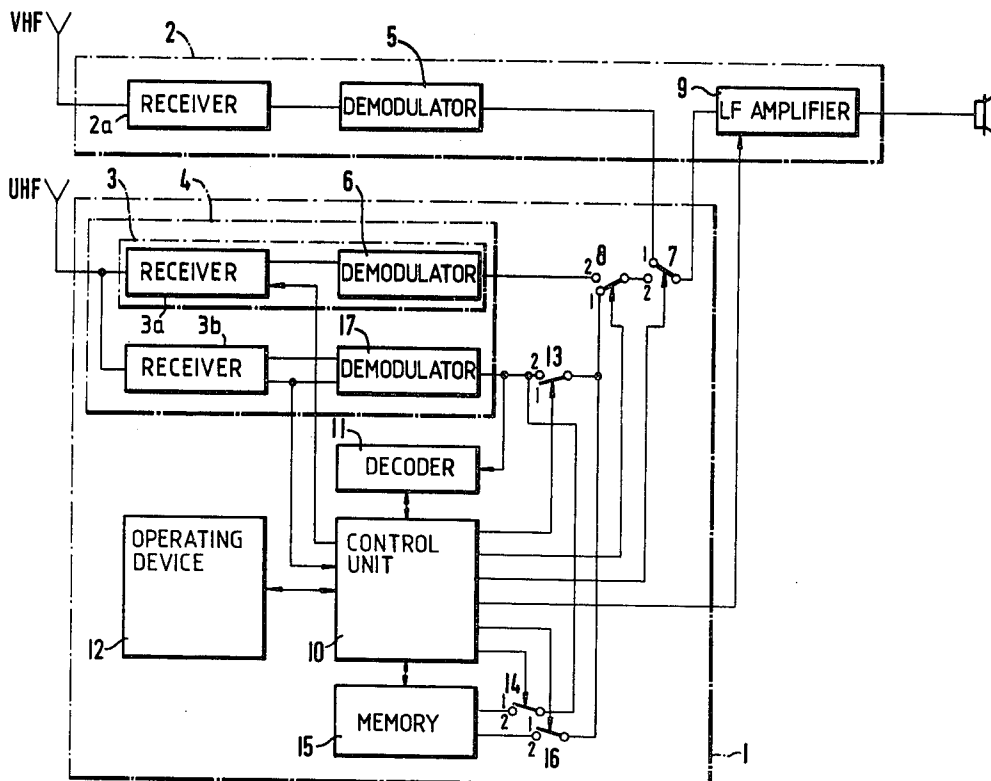 VHF
2
5
9
RECEIVER
DEMODULATOR
LF AMPLIFIER
2a
UHF
3
4
6
RECEIVER
DEMODULATOR
2
8
1
1
7
2
3a
3b
17
RECEIVER
DEMODULATOR
2
13
1
11
DECODER
OPERATING
DEVICE
CONTROL
UNIT
12
10
14
1
2
MEMORY
1
2
16
15
1